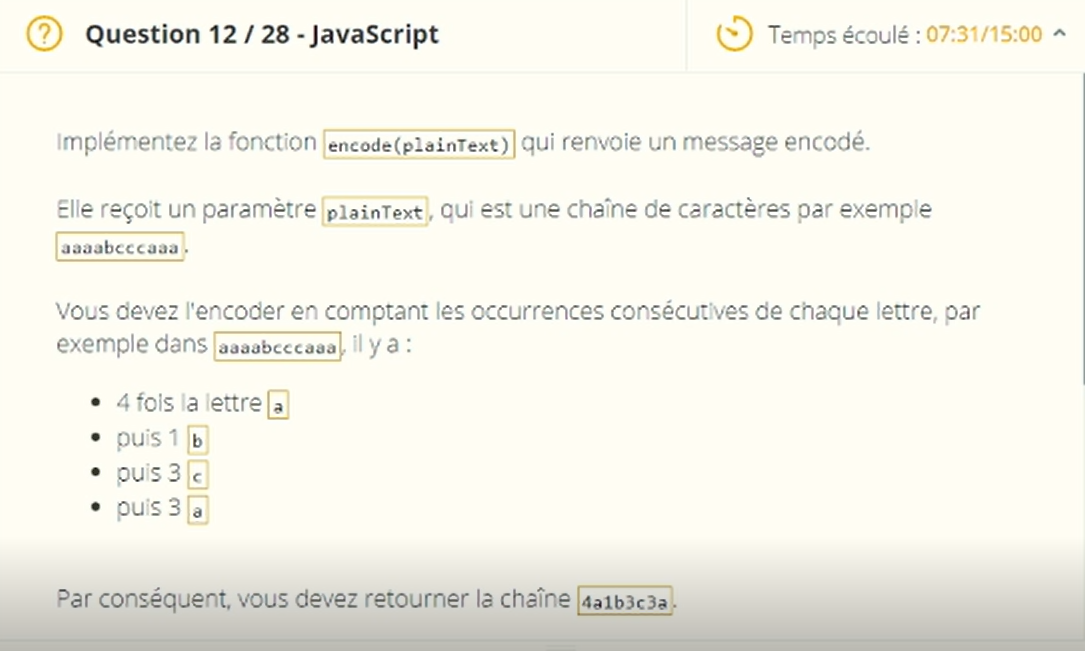 Question 12 / 28 - JavaScript
Temps écoulé : 07:31/15:00
Implémentez la fonction encode(plainText) qui renvoie un message encodé.
Elle reçoit un paramètre plainText, qui est une chaîne de caractères par exemple
aaaabcccaaa.
Vous devez l'encoder en comptant les occurrences consécutives de chaque lettre, par
exemple dans aaaabcccaaa, il y a :
• 4 fois la lettre a
• puis 1 b
• puis 3 c
• puis 3 a
Par conséquent, vous devez retourner la chaîne 4a1b3c3a.